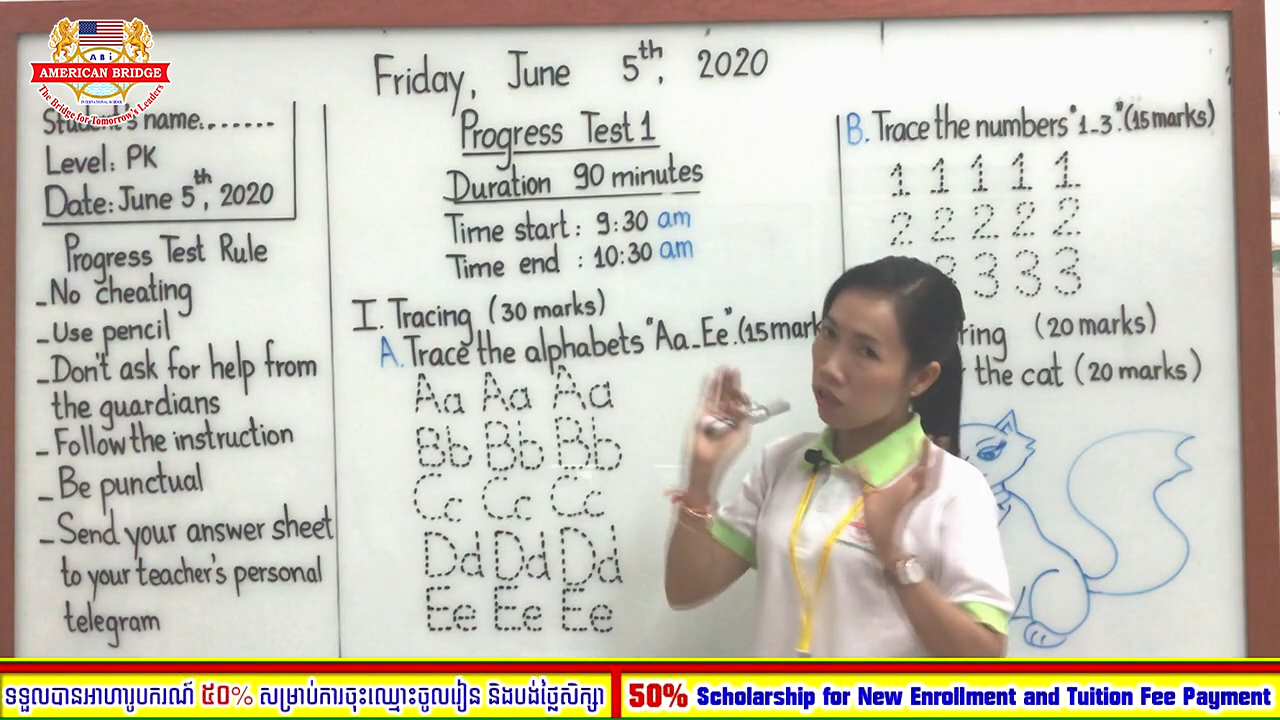 ABi
AMERICAN BRIDGE
INTERNATIONAL SCHOOL
The Bridge for Tomorrow's Leaders
Friday, June 5th, 2020
Student's name:.......
Level: PK
Date: June 5th, 2020
Progress Test Rule
- No cheating
- Use pencil
- Don't ask for help from
the guardians
- Follow the instruction
- Be punctual
- Send your answer sheet
to your teacher's personal
telegram
Progress Test 1
Duration 90 minutes
Time start : 9:30 am
Time end : 10:30 am
I. Tracing (30 marks)
A. Trace the alphabets "Aa-Ee".(15 mark
Aa Aa Aa
Bb Bb Bb
Cc Cc Cc
Dd Dd Dd
Ee Ee Ee
B. Trace the numbers "1-3".(15 marks)
1 1 1 1 1
2 2 2 2 2
3 3 3 3
ring (20 marks)
the cat (20 marks)
ទទួលបានអាហារូបករណ៍ ៥០% សម្រាប់ការចុះឈ្មោះចូលរៀន និងបង់ថ្លៃសិក្សា
50% Scholarship for New Enrollment and Tuition Fee Payment